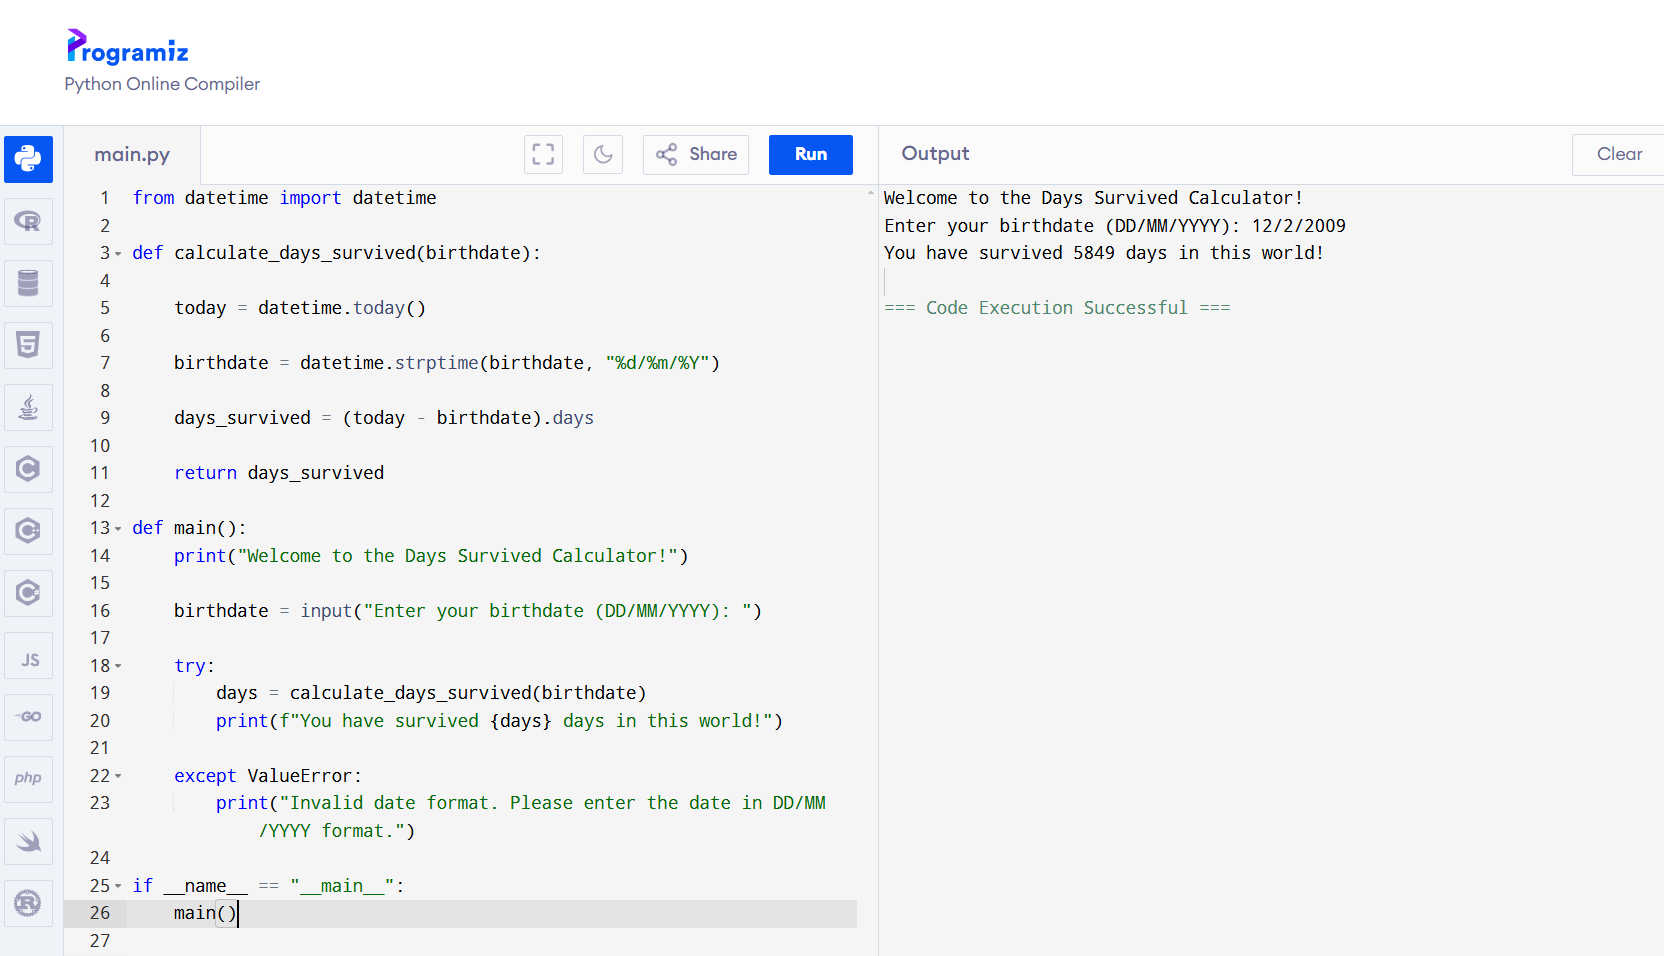 Programiz
Python Online Compiler
main.py
Share
Run
Output
Clear
1 from datetime import datetime
2
3 def calculate_days_survived(birthdate):
4
5 today = datetime.today()
6
7 birthdate = datetime.strptime(birthdate, "%d/%m/%Y")
8
9 days_survived = (today - birthdate).days
10
11 return days_survived
12
13 def main():
14 print("Welcome to the Days Survived Calculator!")
15
16 birthdate = input("Enter your birthdate (DD/MM/YYYY): ")
17
18 try:
19 days = calculate_days_survived(birthdate)
20 print(f"You have survived {days} days in this world!")
21
22 except ValueError:
23 print("Invalid date format. Please enter the date in DD/MM
/YYYY format.")
24
25 if __name__ == "__main__":
26 main()
27
Welcome to the Days Survived Calculator!
Enter your birthdate (DD/MM/YYYY): 12/2/2009
You have survived 5849 days in this world!
=== Code Execution Successful ===
R
5
C
C+
C#
JS
GO
php
R